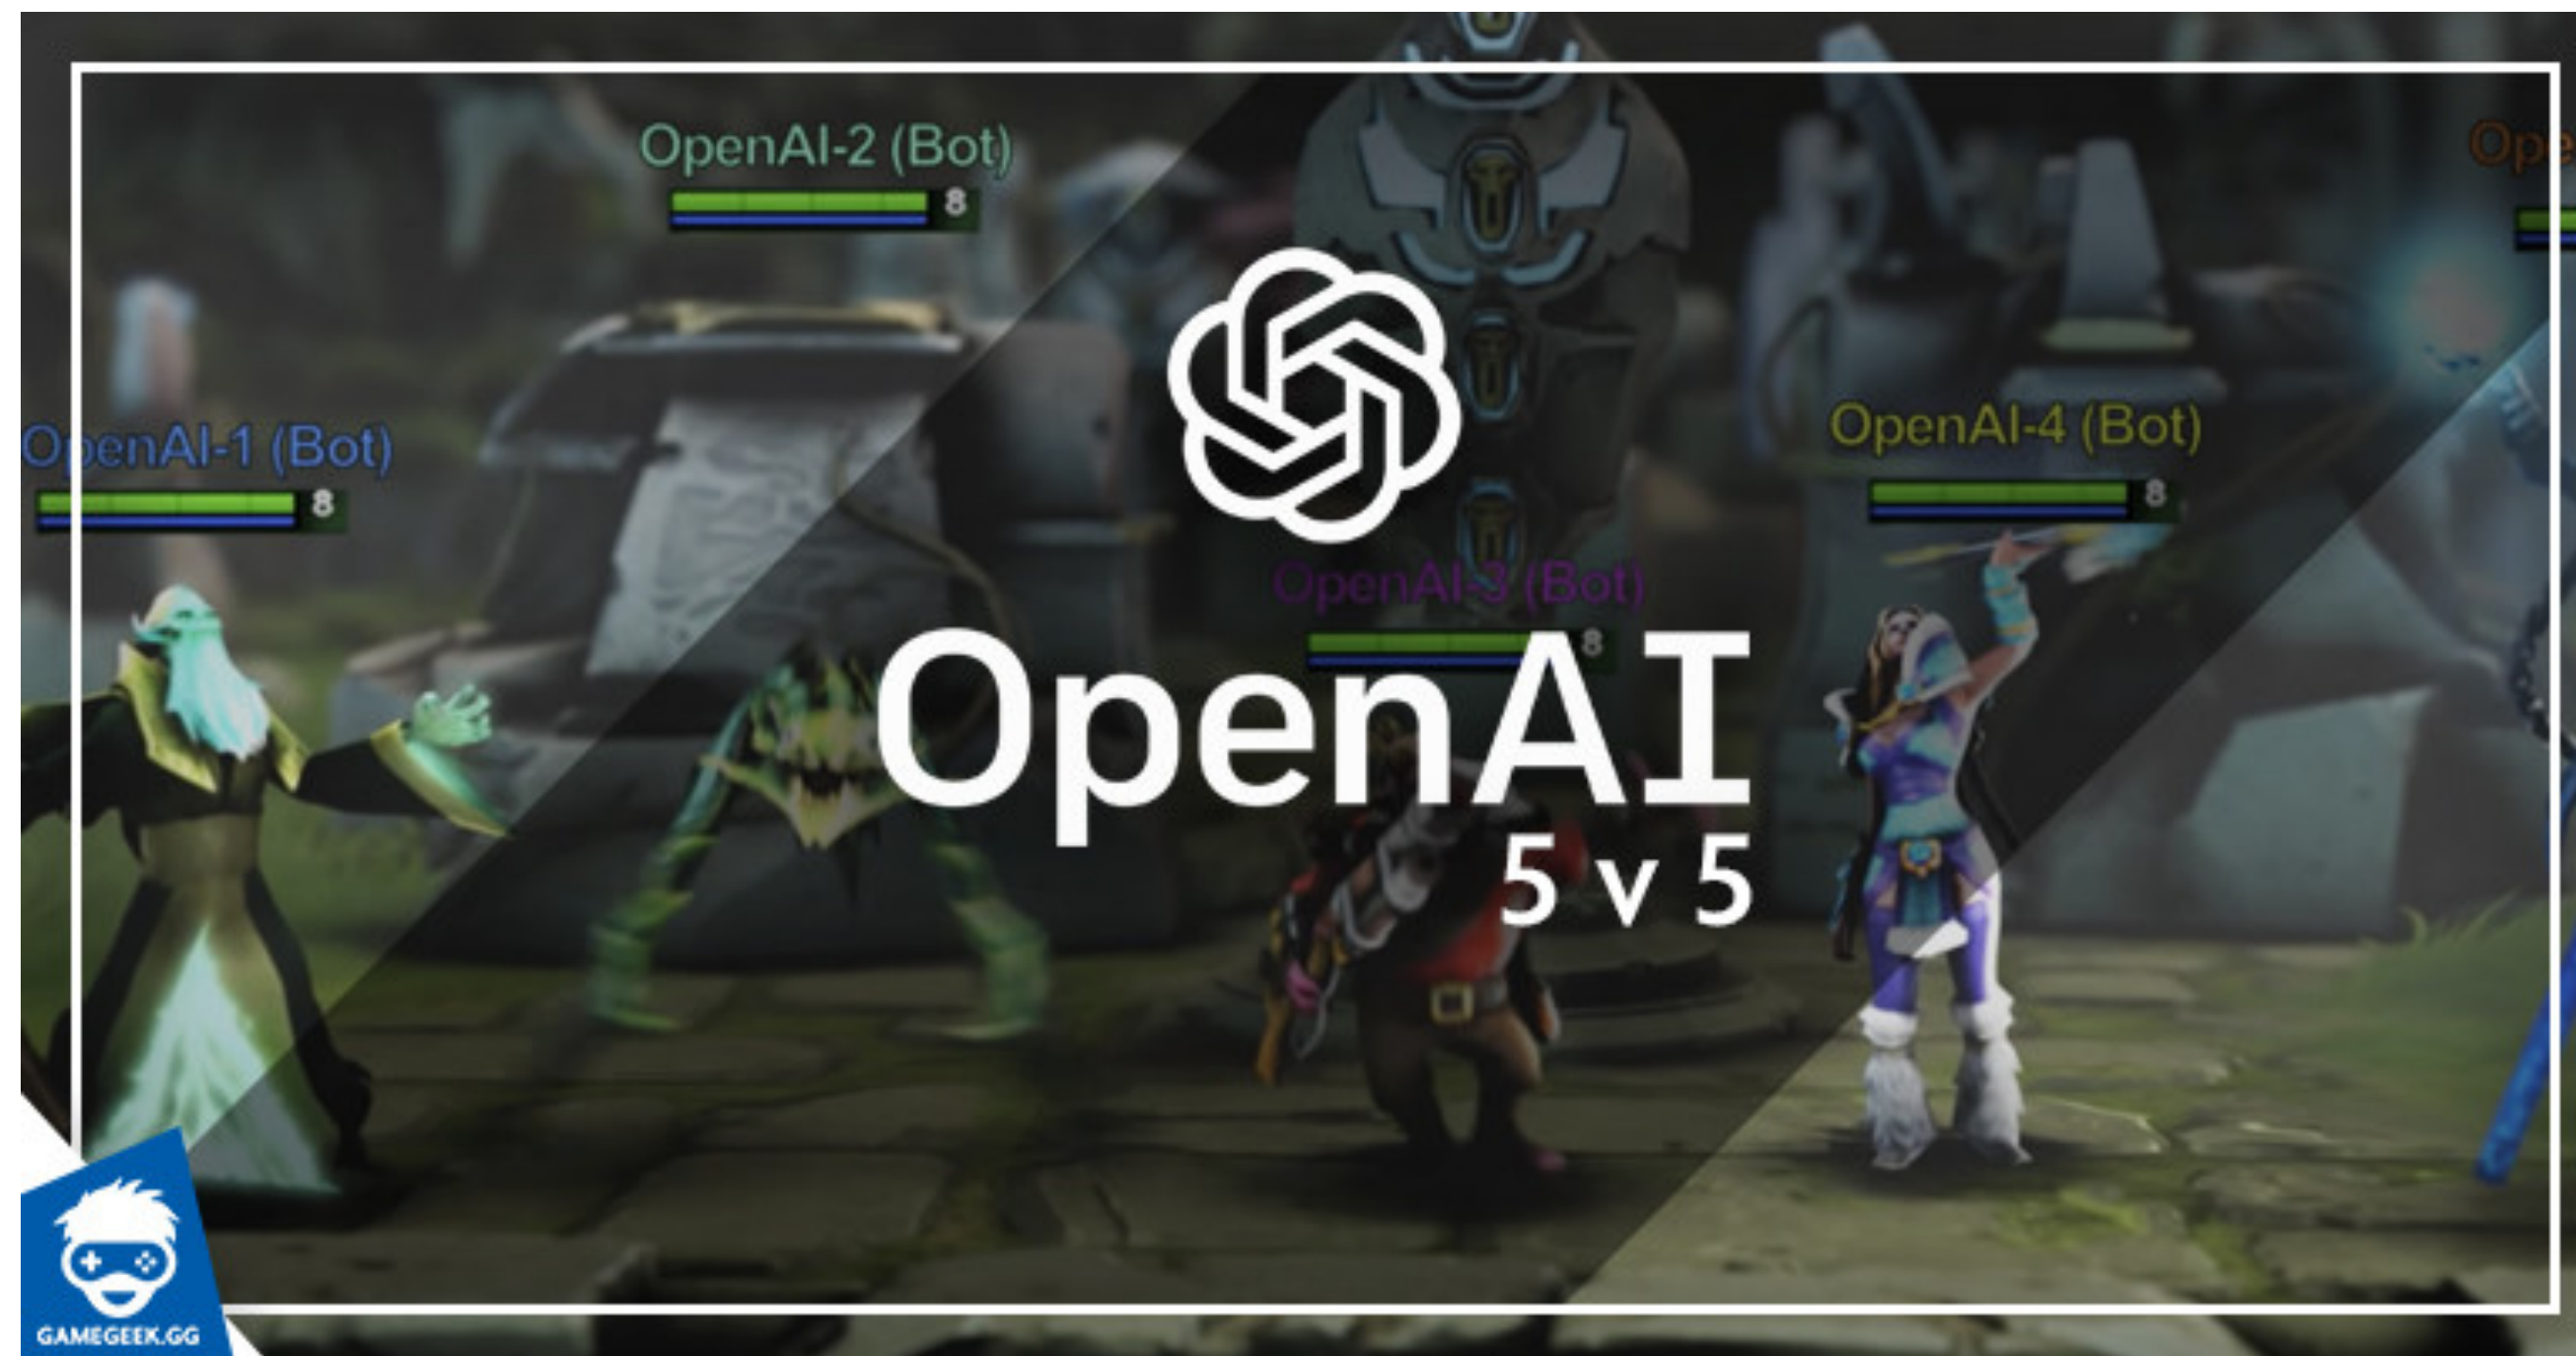 OpenAI-2 (Bot)
8
Ope
OpenAI-1 (Bot)
8
OpenAI-4 (Bot)
8
OpenAI-3 (Bot)
8
OpenAI
5 v 5
GAMEGEEK.GG